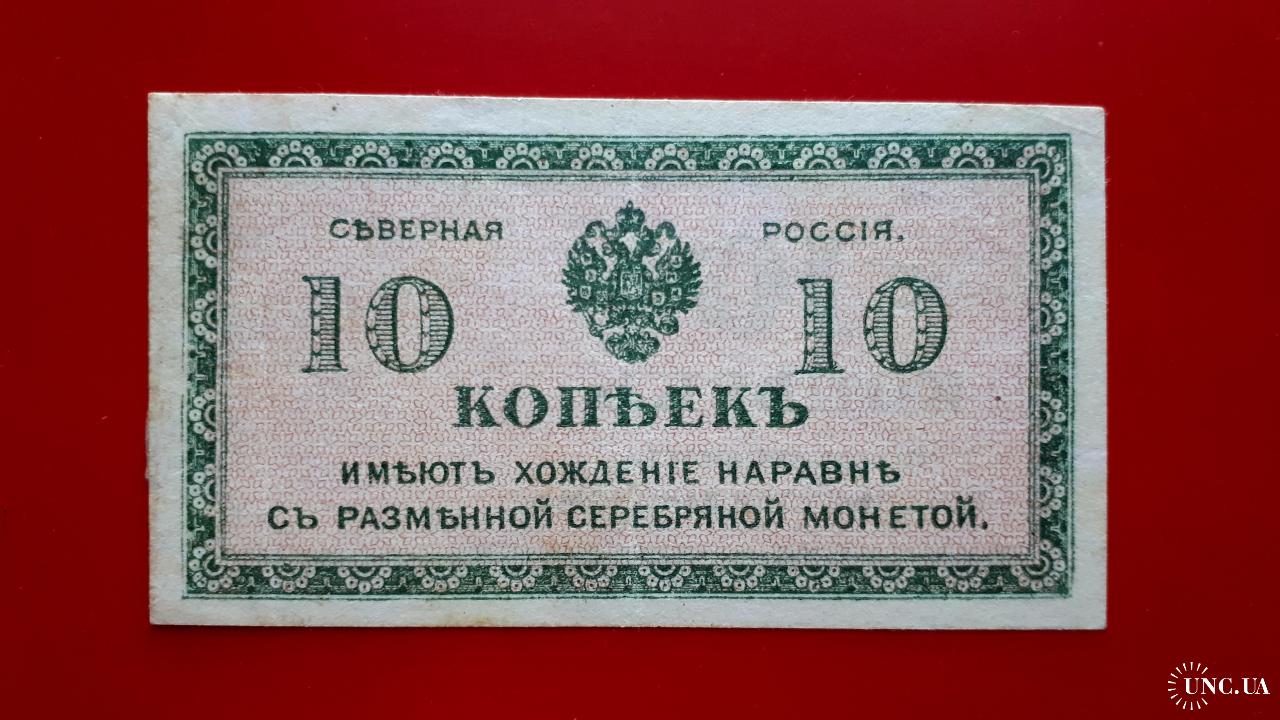 СѢВЕРНАЯ РОССІЯ.
10 10
КОПѢЕКЪ
ИМѢЮТЪ ХОЖДЕНІЕ НАРАВНѢ
СЪ РАЗМѢННОЙ СЕРЕБРЯНОЙ МОНЕТОЙ.
UNC.UA